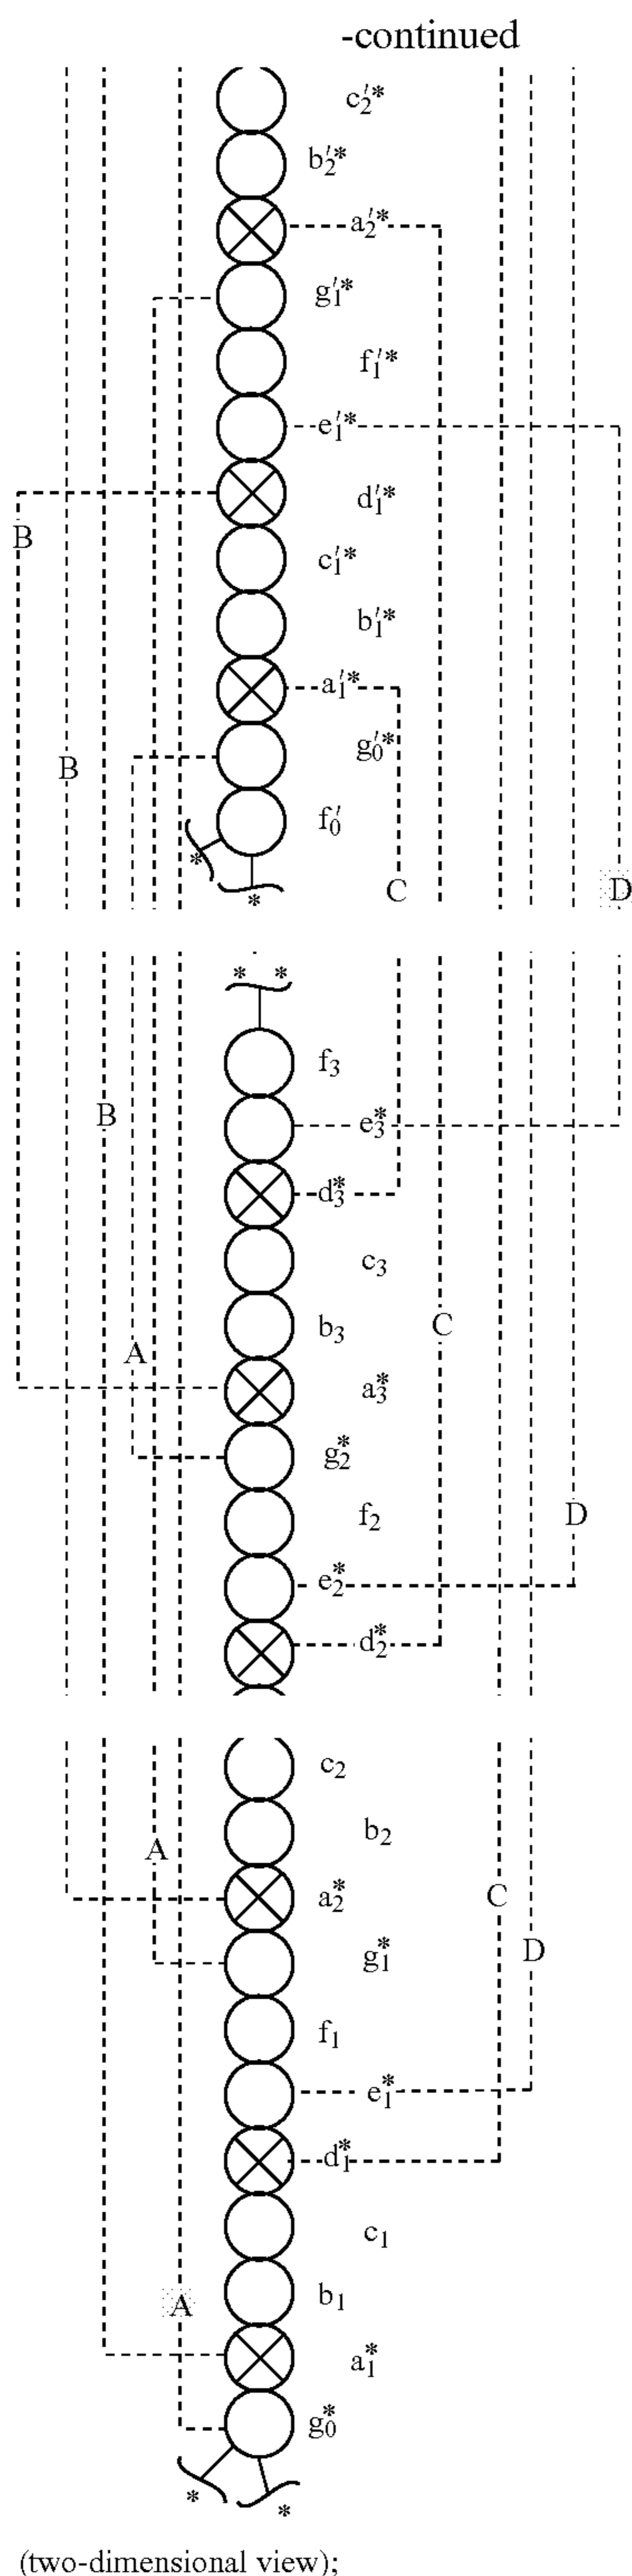 -continued
c₂′*
b₂′*
a₂′*
g₁′*
f₁′*
e₁′*
d₁′*
B
c₁′*
b₁′*
a₁′*
g₀′*
B
f₀′
*
C
D
*
* *
f₃
B
e₃*
d₃*
c₃
b₃
C
A
a₃*
g₂*
f₂
D
e₂*
d₂*
c₂
b₂
A
a₂*
C
g₁*
D
f₁
e₁*
d₁*
c₁
b₁
A
a₁*
g₀*
*
*
(two-dimensional view);